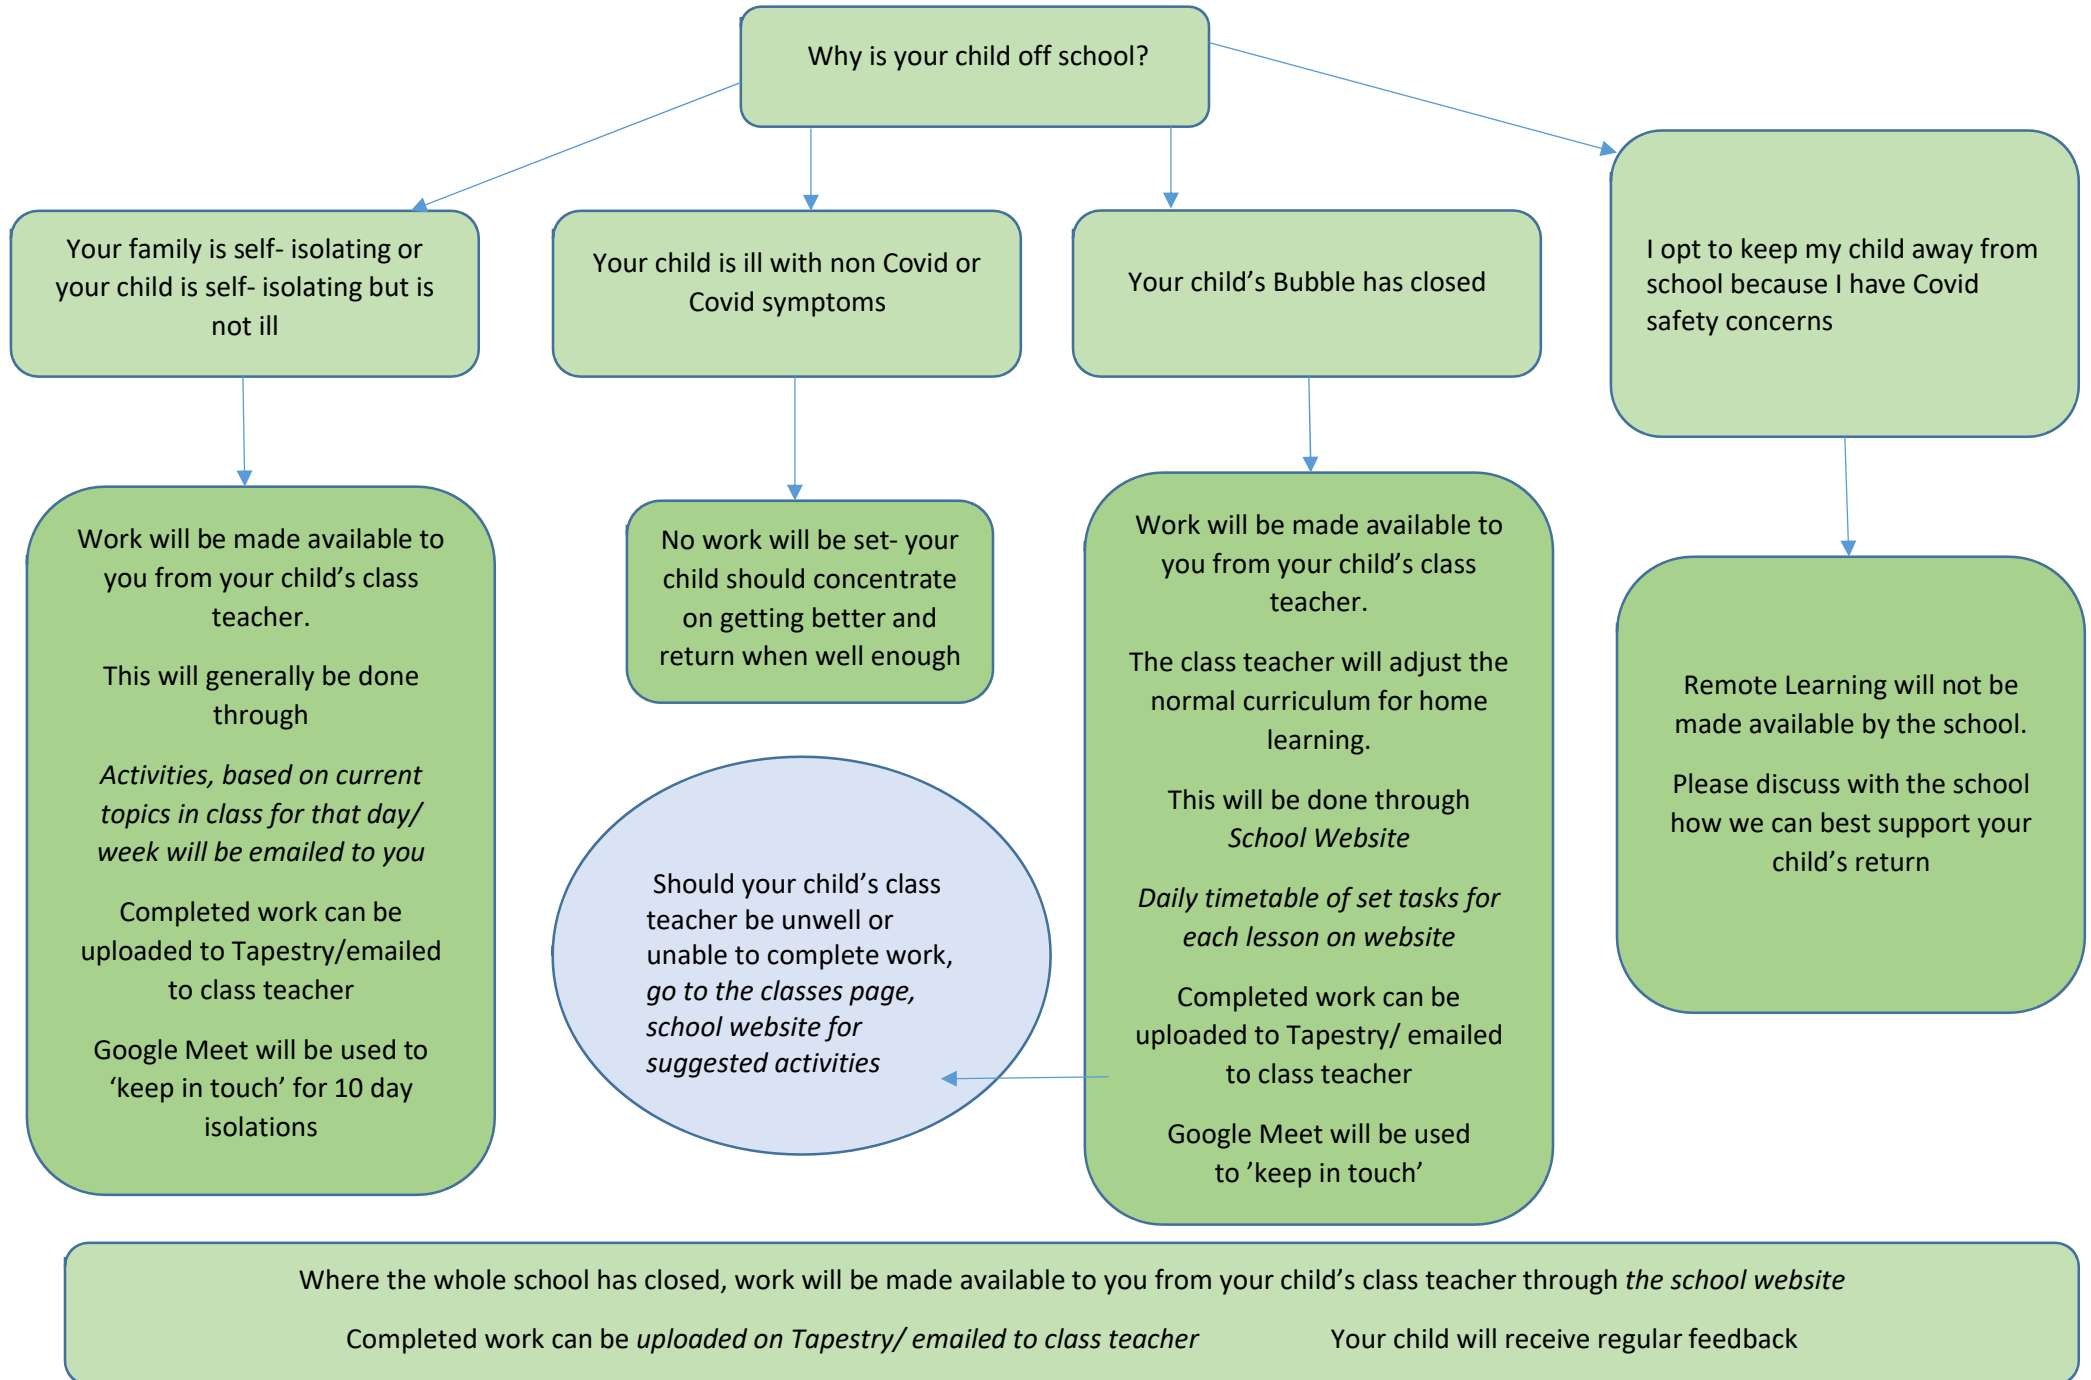 Why is your child off school?
Your family is self- isolating or
your child is self- isolating but is
not ill
Your child is ill with non Covid or
Covid symptoms
Your child’s Bubble has closed
I opt to keep my child away from
school because I have Covid
safety concerns
Work will be made available to
you from your child’s class
teacher.
This will generally be done
through
Activities, based on current
topics in class for that day/
week will be emailed to you
Completed work can be
uploaded to Tapestry/emailed
to class teacher
Google Meet will be used to
‘keep in touch’ for 10 day
isolations
No work will be set- your
child should concentrate
on getting better and
return when well enough
Should your child’s class
teacher be unwell or
unable to complete work,
go to the classes page,
school website for
suggested activities
Work will be made available to
you from your child’s class
teacher.
The class teacher will adjust the
normal curriculum for home
learning.
This will be done through
School Website
Daily timetable of set tasks for
each lesson on website
Completed work can be
uploaded to Tapestry/ emailed
to class teacher
Google Meet will be used
to ’keep in touch’
Remote Learning will not be
made available by the school.
Please discuss with the school
how we can best support your
child’s return
Where the whole school has closed, work will be made available to you from your child’s class teacher through the school website
Completed work can be uploaded on Tapestry/ emailed to class teacher Your child will receive regular feedback